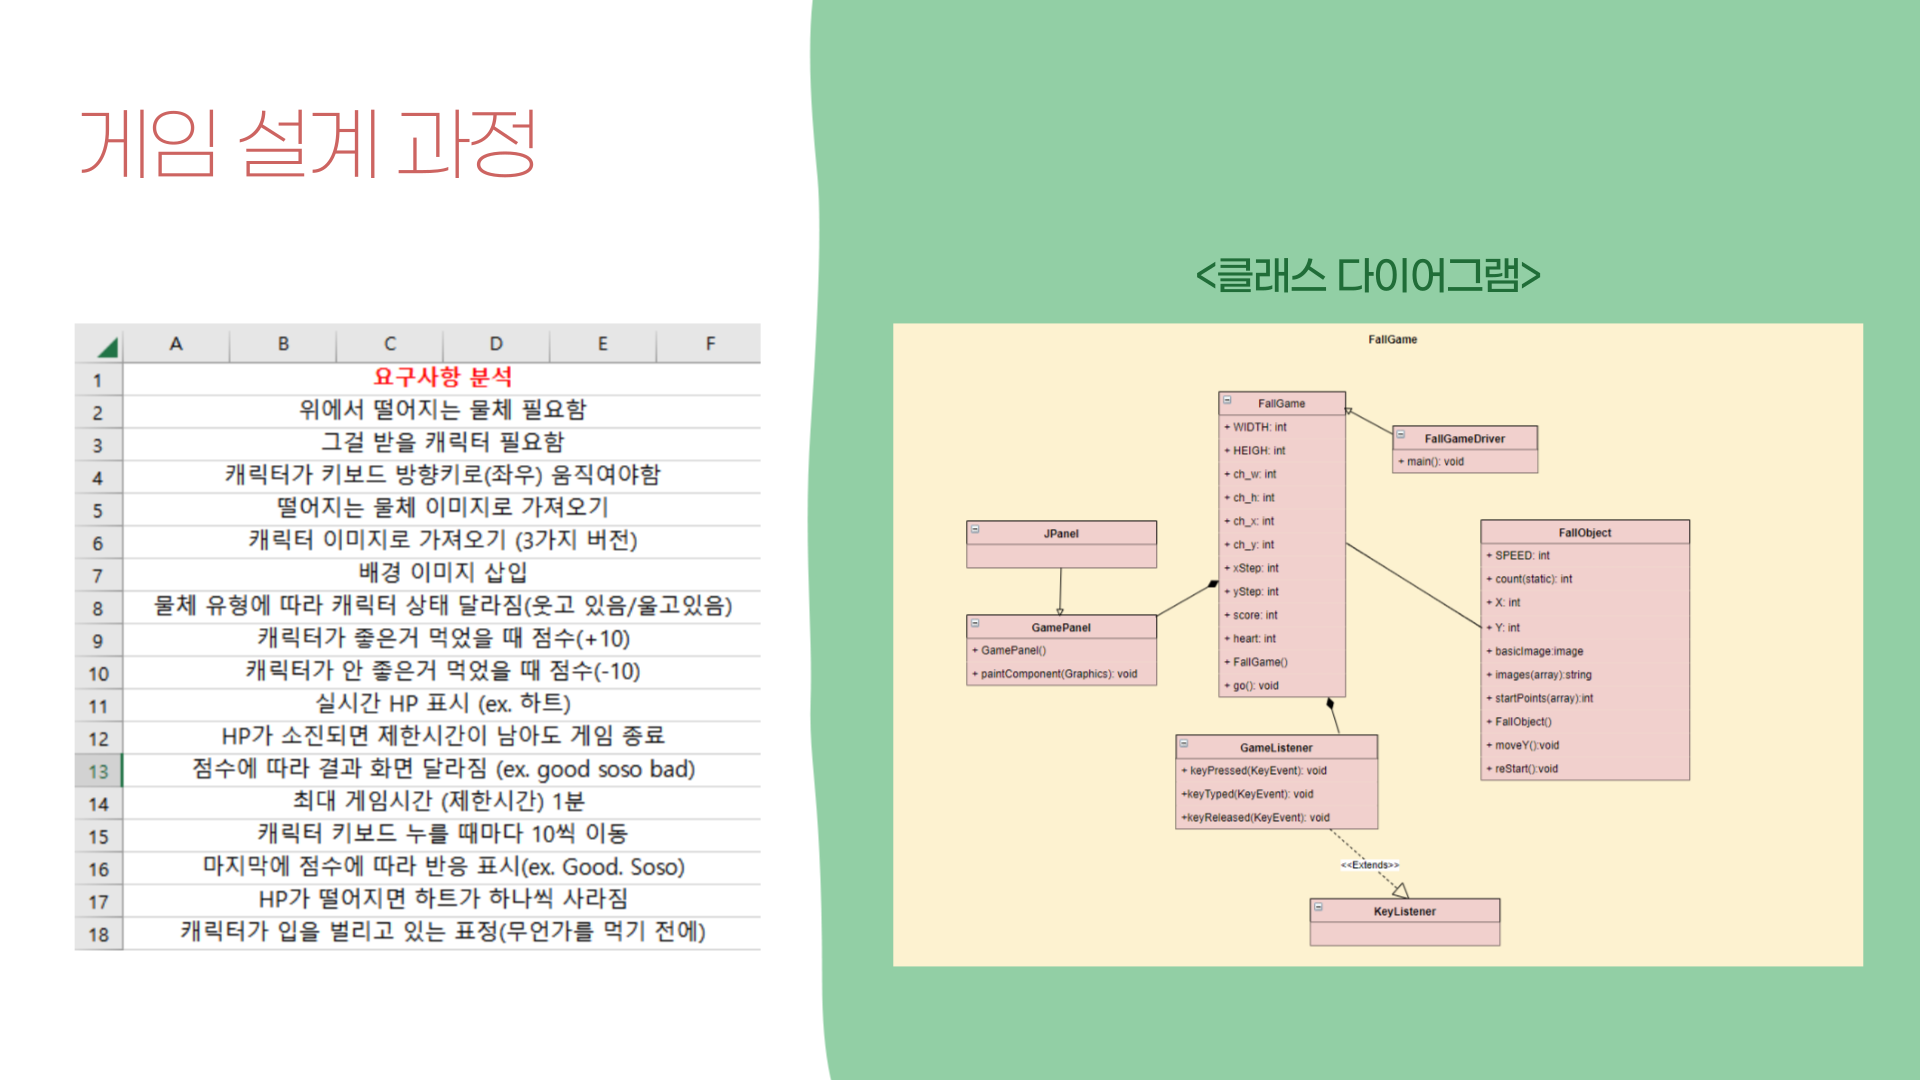 게임 설계 과정
A B C D E F
1 요구사항 분석
2 위에서 떨어지는 물체 필요함
3 그걸 받을 캐릭터 필요함
4 캐릭터가 키보드 방향키로(좌우) 움직여야함
5 떨어지는 물체 이미지로 가져오기
6 캐릭터 이미지로 가져오기 (3가지 버전)
7 배경 이미지 삽입
8 물체 유형에 따라 캐릭터 상태 달라짐(웃고 있음/울고있음)
9 캐릭터가 좋은거 먹었을 때 점수(+10)
10 캐릭터가 안 좋은거 먹었을 때 점수(-10)
11 실시간 HP 표시 (ex. 하트)
12 HP가 소진되면 제한시간이 남아도 게임 종료
13 점수에 따라 결과 화면 달라짐 (ex. good soso bad)
14 최대 게임시간 (제한시간) 1분
15 캐릭터 키보드 누를 때마다 10씩 이동
16 마지막에 점수에 따라 반응 표시(ex. Good. Soso)
17 HP가 떨어지면 하트가 하나씩 사라짐
18 캐릭터가 입을 벌리고 있는 표정(무언가를 먹기 전에)
<클래스 다이어그램>
FallGame
FallGame
+ WIDTH: int
+ HEIGH: int
+ ch_w: int
+ ch_h: int
+ ch_x: int
+ ch_y: int
+ xStep: int
+ yStep: int
+ score: int
+ heart: int
+ FallGame()
+ go(): void
FallGameDriver
+ main(): void
JPanel
GamePanel
+ GamePanel()
+ paintComponent(Graphics): void
FallObject
+ SPEED: int
+ count(static): int
+ X: int
+ Y: int
+ basicImage:image
+ images(array):string
+ startPoints(array):int
+ FallObject()
+ moveY():void
+ reStart():void
GameListener
+ keyPressed(KeyEvent): void
+keyTyped(KeyEvent): void
+keyReleased(KeyEvent): void
<<Extends>>
KeyListener